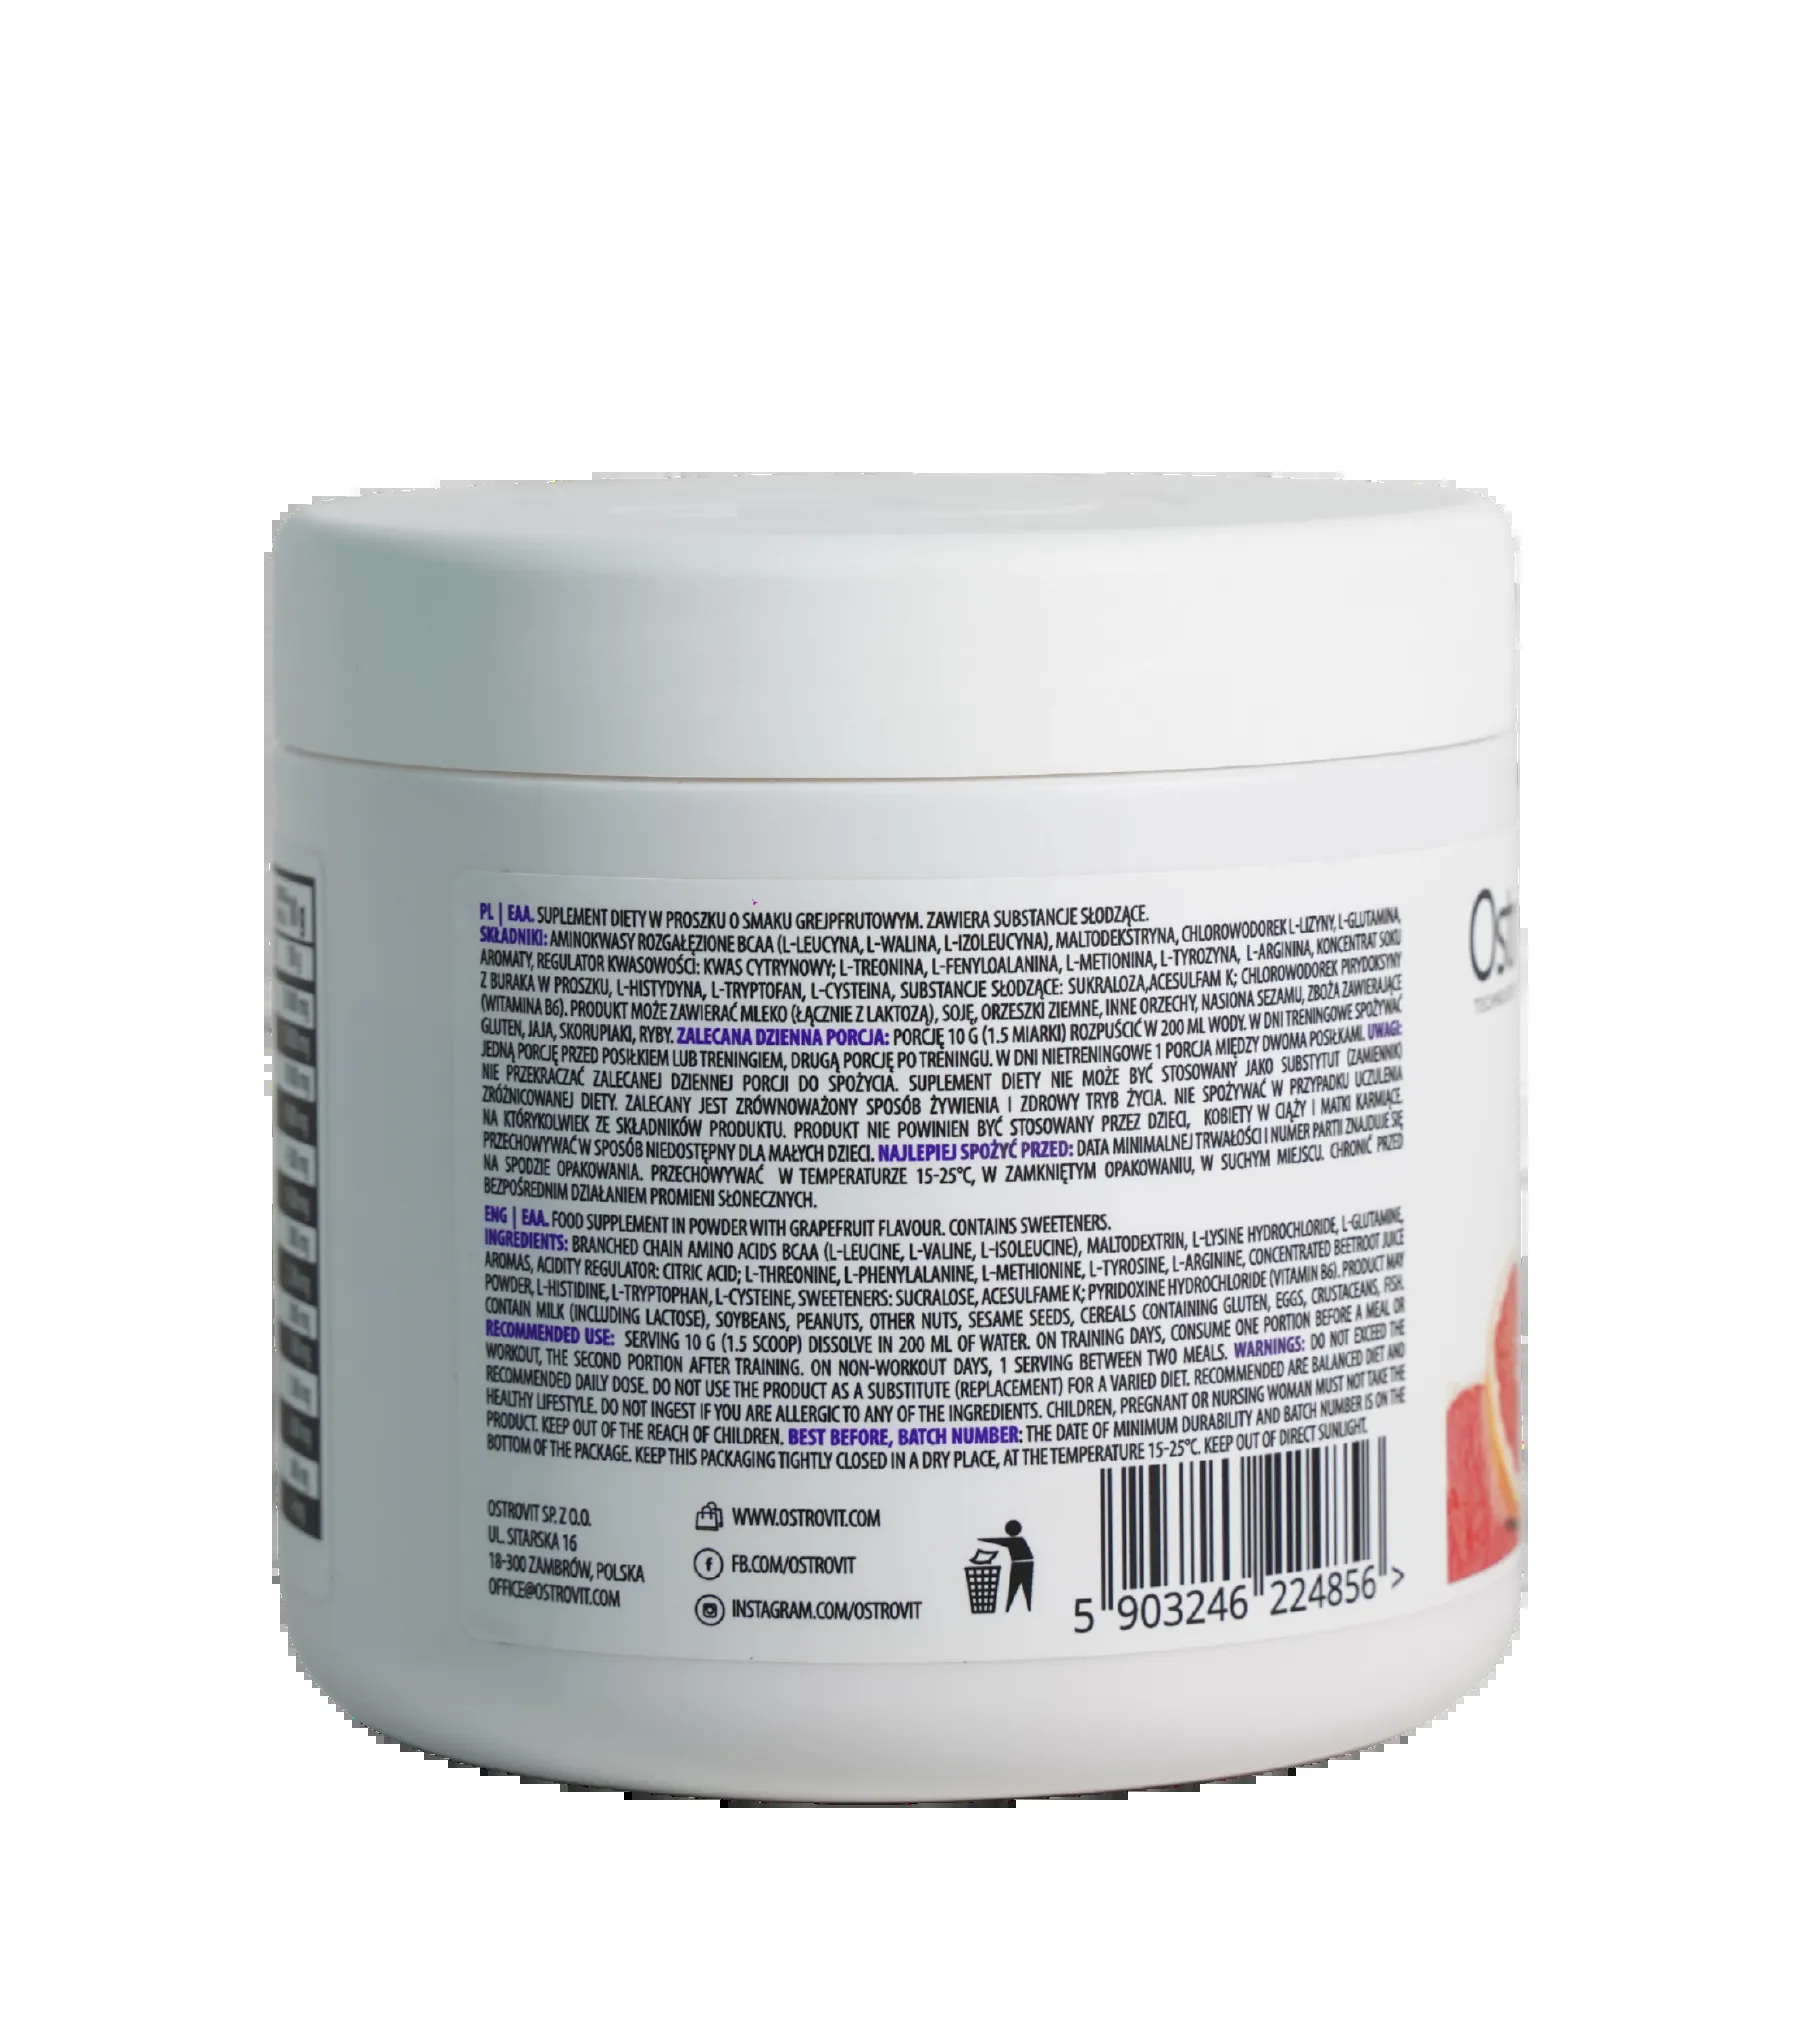 PL | EAA. SUPLEMENT DIETY W PROSZKU O SMAKU GREJPFRUTOWYM. ZAWIERA SUBSTANCJE SŁODZĄCE.
SKŁADNIKI: AMINOKWASY ROZGAŁĘZIONE BCAA (L-LEUCYNA, L-WALINA, L-IZOLEUCYNA), MALTODEKSTRYNA, CHLOROWODOREK L-LIZYNY, L-GLUTAMINA,
AROMATY, REGULATOR KWASOWOŚCI: KWAS CYTRYNOWY; L-TREONINA, L-FENYLOALANINA, L-METIONINA, L-TYROZYNA, L-ARGININA, KONCENTRAT SOKU
Z BURAKA W PROSZKU, L-HISTYDYNA, L-TRYPTOFAN, L-CYSTEINA, SUBSTANCJE SŁODZĄCE: SUKRALOZA,ACESULFAM K; CHLOROWODOREK PIRYDOKSYNY
(WITAMINA B6). PRODUKT MOŻE ZAWIERAĆ MLEKO (ŁĄCZNIE Z LAKTOZĄ), SOJĘ, ORZESZKI ZIEMNE, INNE ORZECHY, NASIONA SEZAMU, ZBOŻA ZAWIERAJĄCE
GLUTEN, JAJA, SKORUPIAKI, RYBY. ZALECANA DZIENNA PORCJA: PORCJĘ 10 G (1.5 MIARKI) ROZPUŚCIĆ W 200 ML WODY. W DNI TRENINGOWE SPOŻYWAĆ
JEDNĄ PORCJĘ PRZED POSIŁKIEM LUB TRENINGIEM, DRUGĄ PORCJĘ PO TRENINGU. W DNI NIETRENINGOWE 1 PORCJA MIĘDZY DWOMA POSIŁKAMI. UWAGI:
NIE PRZEKRACZAĆ ZALECANEJ DZIENNEJ PORCJI DO SPOŻYCIA. SUPLEMENT DIETY NIE MOŻE BYĆ STOSOWANY JAKO SUBSTYTUT (ZAMIENNIK)
ZRÓŻNICOWANEJ DIETY. ZALECANY JEST ZRÓWNOWAŻONY SPOSÓB ŻYWIENIA I ZDROWY TRYB ŻYCIA. NIE SPOŻYWAĆ W PRZYPADKU UCZULENIA
NA KTÓRYKOLWIEK ZE SKŁADNIKÓW PRODUKTU. PRODUKT NIE POWINIEN BYĆ STOSOWANY PRZEZ DZIECI, KOBIETY W CIĄŻY I MATKI KARMIĄCE.
PRZECHOWYWAĆ W SPOSÓB NIEDOSTĘPNY DLA MAŁYCH DZIECI. NAJLEPIEJ SPOŻYĆ PRZED: DATA MINIMALNEJ TRWAŁOŚCI I NUMER PARTII ZNAJDUJE SIĘ
NA SPODZIE OPAKOWANIA. PRZECHOWYWAĆ W TEMPERATURZE 15-25°C, W ZAMKNIĘTYM OPAKOWANIU, W SUCHYM MIEJSCU. CHRONIĆ PRZED
BEZPOŚREDNIM DZIAŁANIEM PROMIENI SŁONECZNYCH.
ENG | EAA. FOOD SUPPLEMENT IN POWDER WITH GRAPEFRUIT FLAVOUR. CONTAINS SWEETENERS.
INGREDIENTS: BRANCHED CHAIN AMINO ACIDS BCAA (L-LEUCINE, L-VALINE, L-ISOLEUCINE), MALTODEXTRIN, L-LYSINE HYDROCHLORIDE, L-GLUTAMINE,
AROMAS, ACIDITY REGULATOR: CITRIC ACID; L-THREONINE, L-PHENYLALANINE, L-METHIONINE, L-TYROSINE, L-ARGININE, CONCENTRATED BEETROOT JUICE
POWDER, L-HISTIDINE, L-TRYPTOPHAN, L-CYSTEINE, SWEETENERS: SUCRALOSE, ACESULFAME K; PYRIDOXINE HYDROCHLORIDE (VITAMIN B6). PRODUCT MAY
CONTAIN MILK (INCLUDING LACTOSE), SOYBEANS, PEANUTS, OTHER NUTS, SESAME SEEDS, CEREALS CONTAINING GLUTEN, EGGS, CRUSTACEANS, FISH.
RECOMMENDED USE: SERVING 10 G (1.5 SCOOP) DISSOLVE IN 200 ML OF WATER. ON TRAINING DAYS, CONSUME ONE PORTION BEFORE A MEAL OR
WORKOUT, THE SECOND PORTION AFTER TRAINING. ON NON-WORKOUT DAYS, 1 SERVING BETWEEN TWO MEALS. WARNINGS: DO NOT EXCEED THE
RECOMMENDED DAILY DOSE. DO NOT USE THE PRODUCT AS A SUBSTITUTE (REPLACEMENT) FOR A VARIED DIET. RECOMMENDED ARE BALANCED DIET AND
HEALTHY LIFESTYLE. DO NOT INGEST IF YOU ARE ALLERGIC TO ANY OF THE INGREDIENTS. CHILDREN, PREGNANT OR NURSING WOMAN MUST NOT TAKE THE
PRODUCT. KEEP OUT OF THE REACH OF CHILDREN. BEST BEFORE, BATCH NUMBER: THE DATE OF MINIMUM DURABILITY AND BATCH NUMBER IS ON THE
BOTTOM OF THE PACKAGE. KEEP THIS PACKAGING TIGHTLY CLOSED IN A DRY PLACE, AT THE TEMPERATURE 15-25°C. KEEP OUT OF DIRECT SUNLIGHT.
OSTROVIT SP. Z O.O.
UL. SITARSKA 16
18-300 ZAMBRÓW, POLSKA
OFFICE@OSTROVIT.COM
WWW.OSTROVIT.COM
FB.COM/OSTROVIT
INSTAGRAM.COM/OSTROVIT
5 903246 224856 >